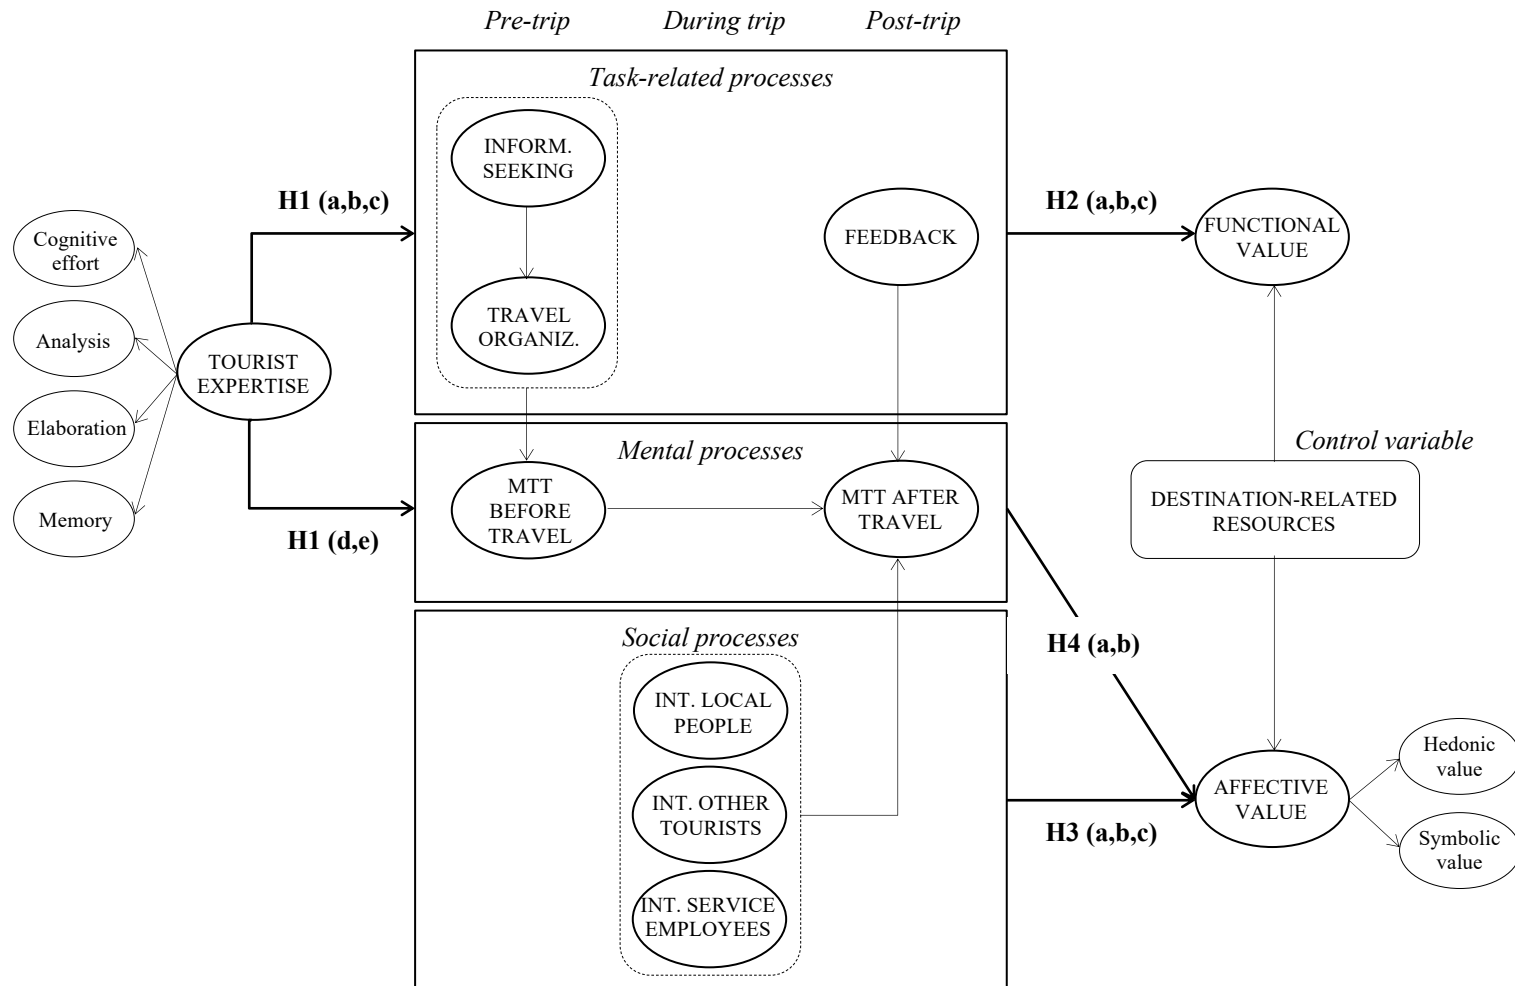 Pre-trip
During trip
Post-trip
Task-related processes
INFORM.
SEEKING
H1 (a,b,c)
H2 (a,b,c)
Cognitive
effort
FEEDBACK
FUNCTIONAL
VALUE
Analysis
TRAVEL
ORGANIZ.
TOURIST
EXPERTISE
Elaboration
Mental processes
Control variable
Memory
H1 (d,e)
MTT
BEFORE
TRAVEL
MTT AFTER
TRAVEL
DESTINATION-RELATED
RESOURCES
Social processes
H4 (a,b)
INT. LOCAL
PEOPLE
INT. OTHER
TOURISTS
INT. SERVICE
EMPLOYEES
H3 (a,b,c)
AFFECTIVE
VALUE
Hedonic
value
Symbolic
value